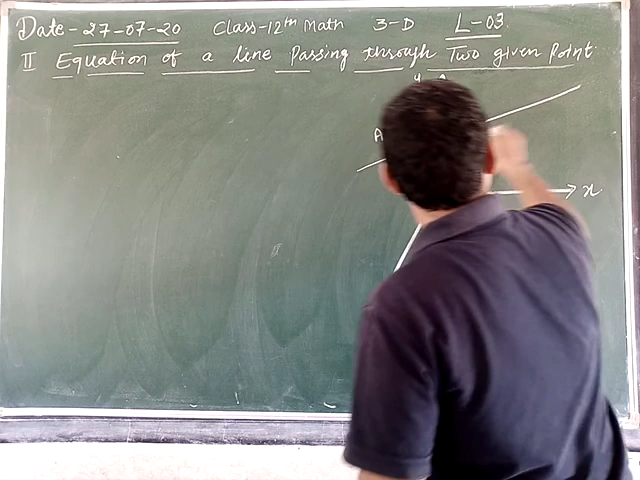 Date - 27-07-20 Class-12th Math 3-D L-03
II Equation of a line Passing through Two given Point
y
A
x